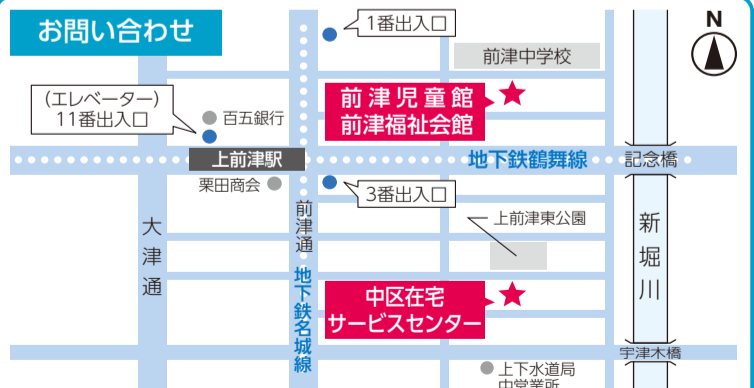 お問い合わせ
1番出入口
N
前津中学校
(エレベーター)
11番出入口
百五銀行
前津児童館
前津福祉会館
上前津駅
地下鉄鶴舞線
記念橋
栗田商会
3番出入口
大津通
前津通
地下鉄名城線
上前津東公園
新堀川
中区在宅
サービスセンター
宇津木橋
上下水道局
中営業所